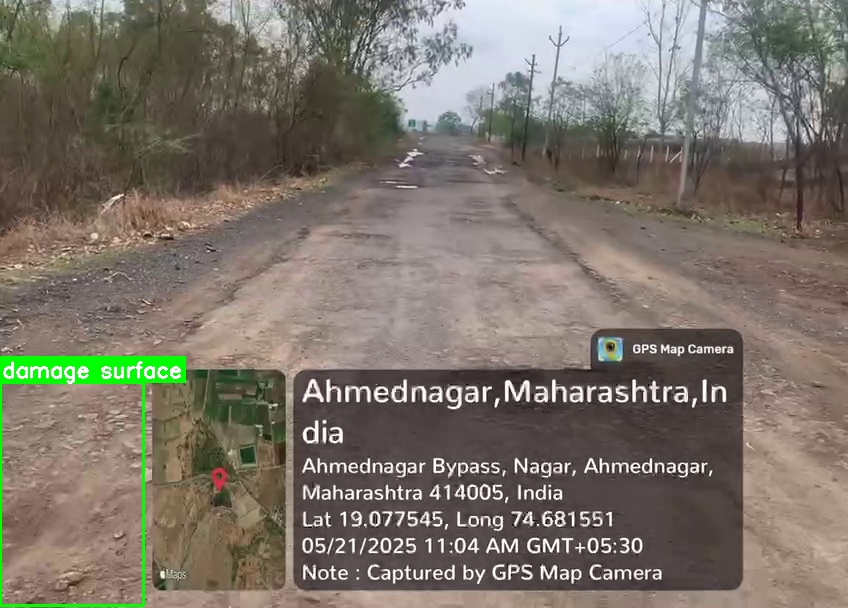 GPS Map Camera
damage surface
Ahmednagar,Maharashtra,In
dia
Ahmednagar Bypass, Nagar, Ahmednagar,
Maharashtra 414005, India
Lat 19.077545, Long 74.681551
05/21/2025 11:04 AM GMT+05:30
Note : Captured by GPS Map Camera
Maps